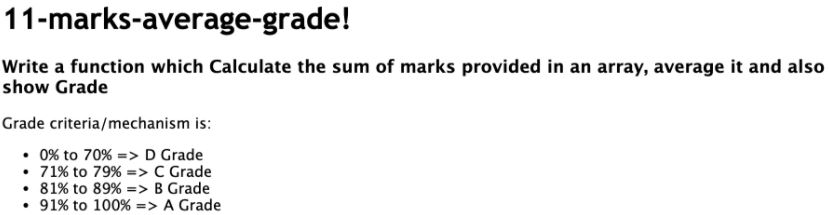 11-marks-average-grade!
Write a function which Calculate the sum of marks provided in an array, average it and also
show Grade
Grade criteria/mechanism is:
• 0% to 70% => D Grade
• 71% to 79% => C Grade
• 81% to 89% => B Grade
• 91% to 100% => A Grade